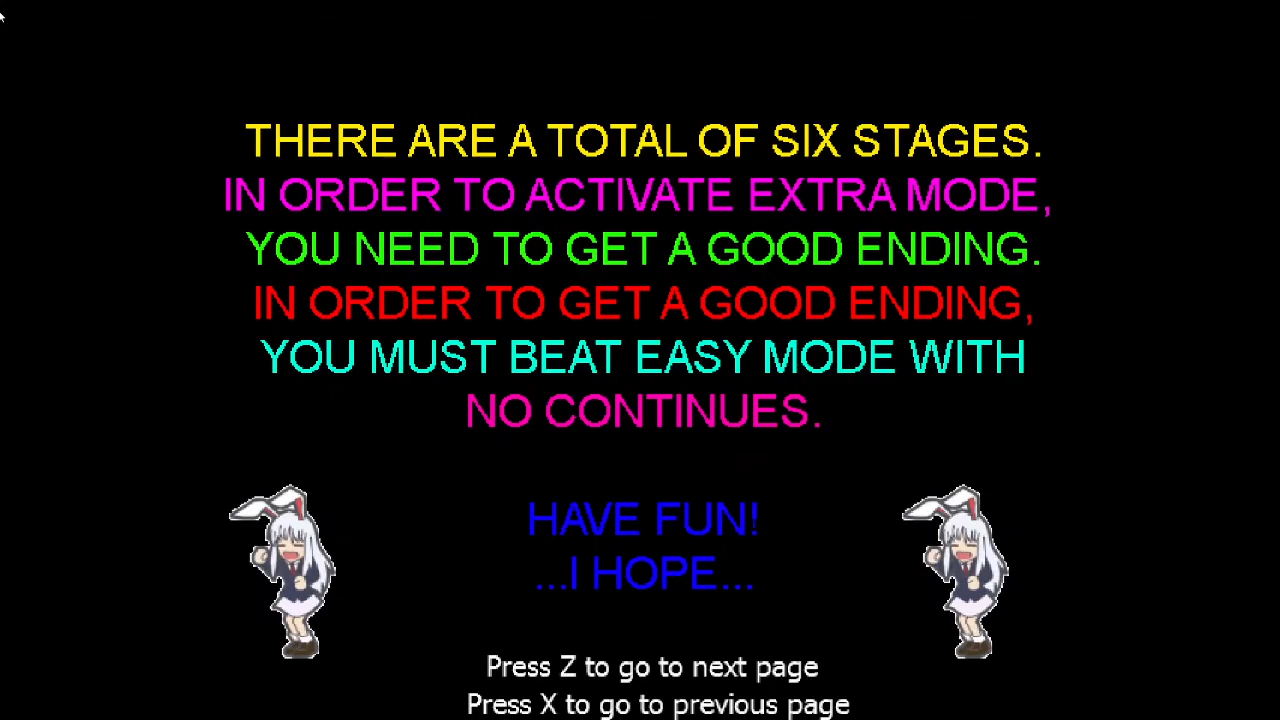 THERE ARE A TOTAL OF SIX STAGES.
IN ORDER TO ACTIVATE EXTRA MODE,
YOU NEED TO GET A GOOD ENDING.
IN ORDER TO GET A GOOD ENDING,
YOU MUST BEAT EASY MODE WITH
NO CONTINUES.
HAVE FUN!
...I HOPE...
Press Z to go to next page
Press X to go to previous page